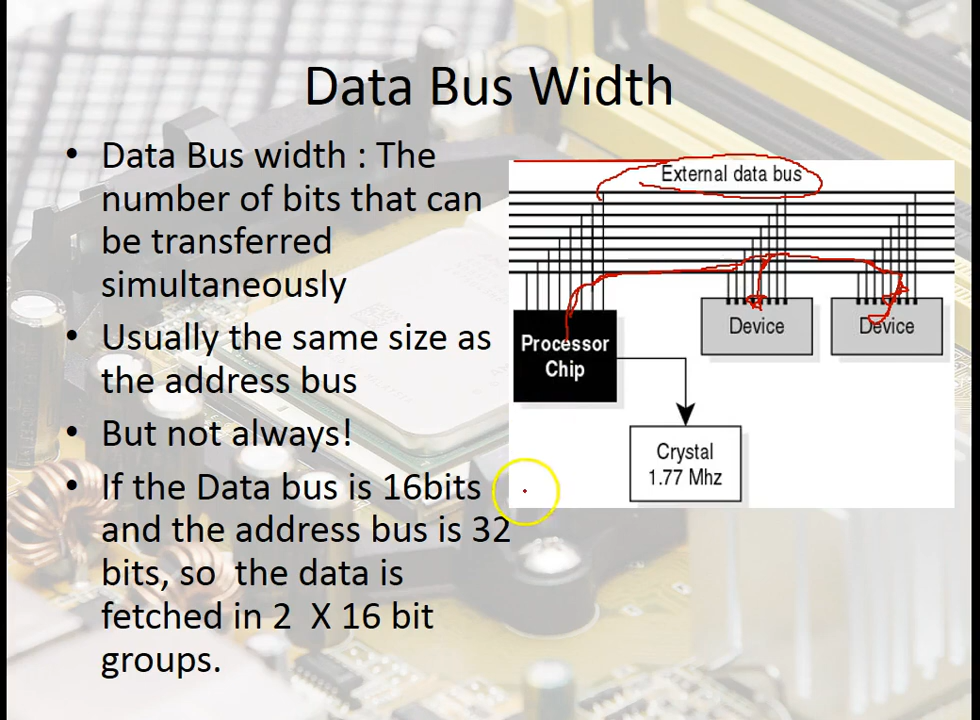 Data Bus Width
• Data Bus width : The
number of bits that can
be transferred
simultaneously
• Usually the same size as
the address bus
• But not always!
• If the Data bus is 16bits
and the address bus is 32
bits, so the data is
fetched in 2 X 16 bit
groups.
External data bus
Processor
Chip
Device
Device
Crystal
1.77 Mhz